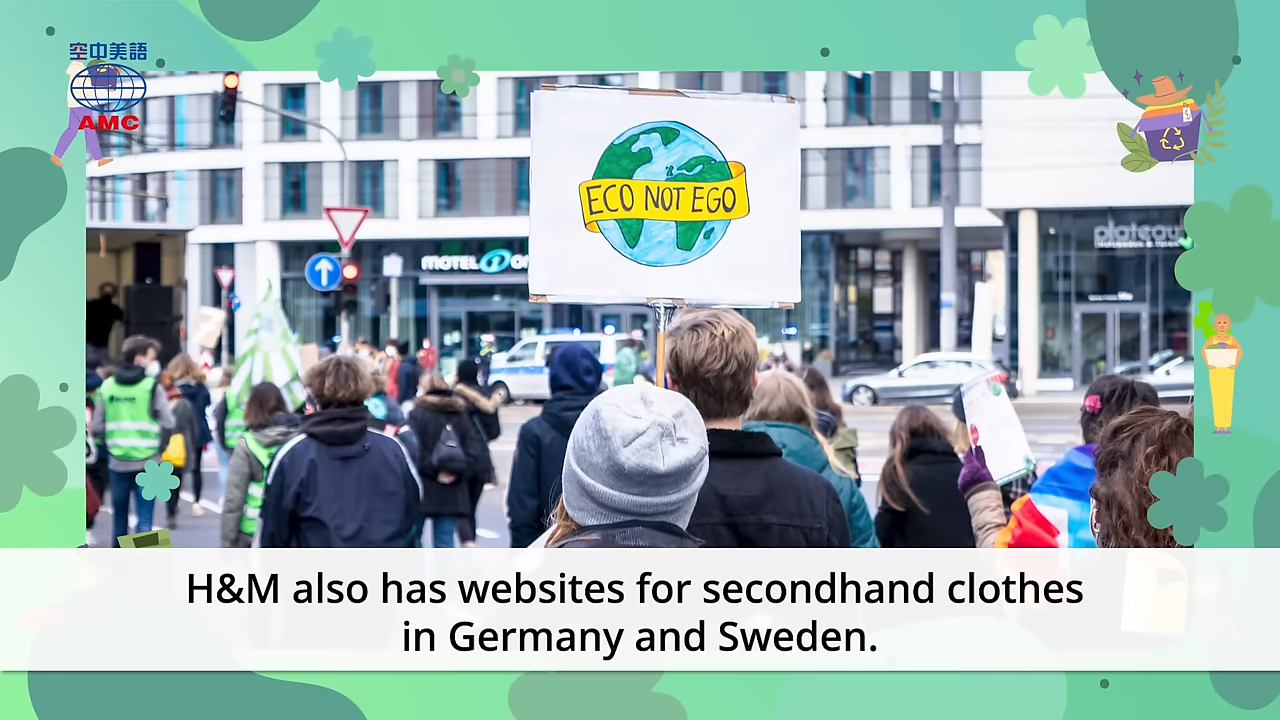 空中美語
AMC
ECO NOT EGO
MOTEL
plateau
H&M also has websites for secondhand clothes
in Germany and Sweden.